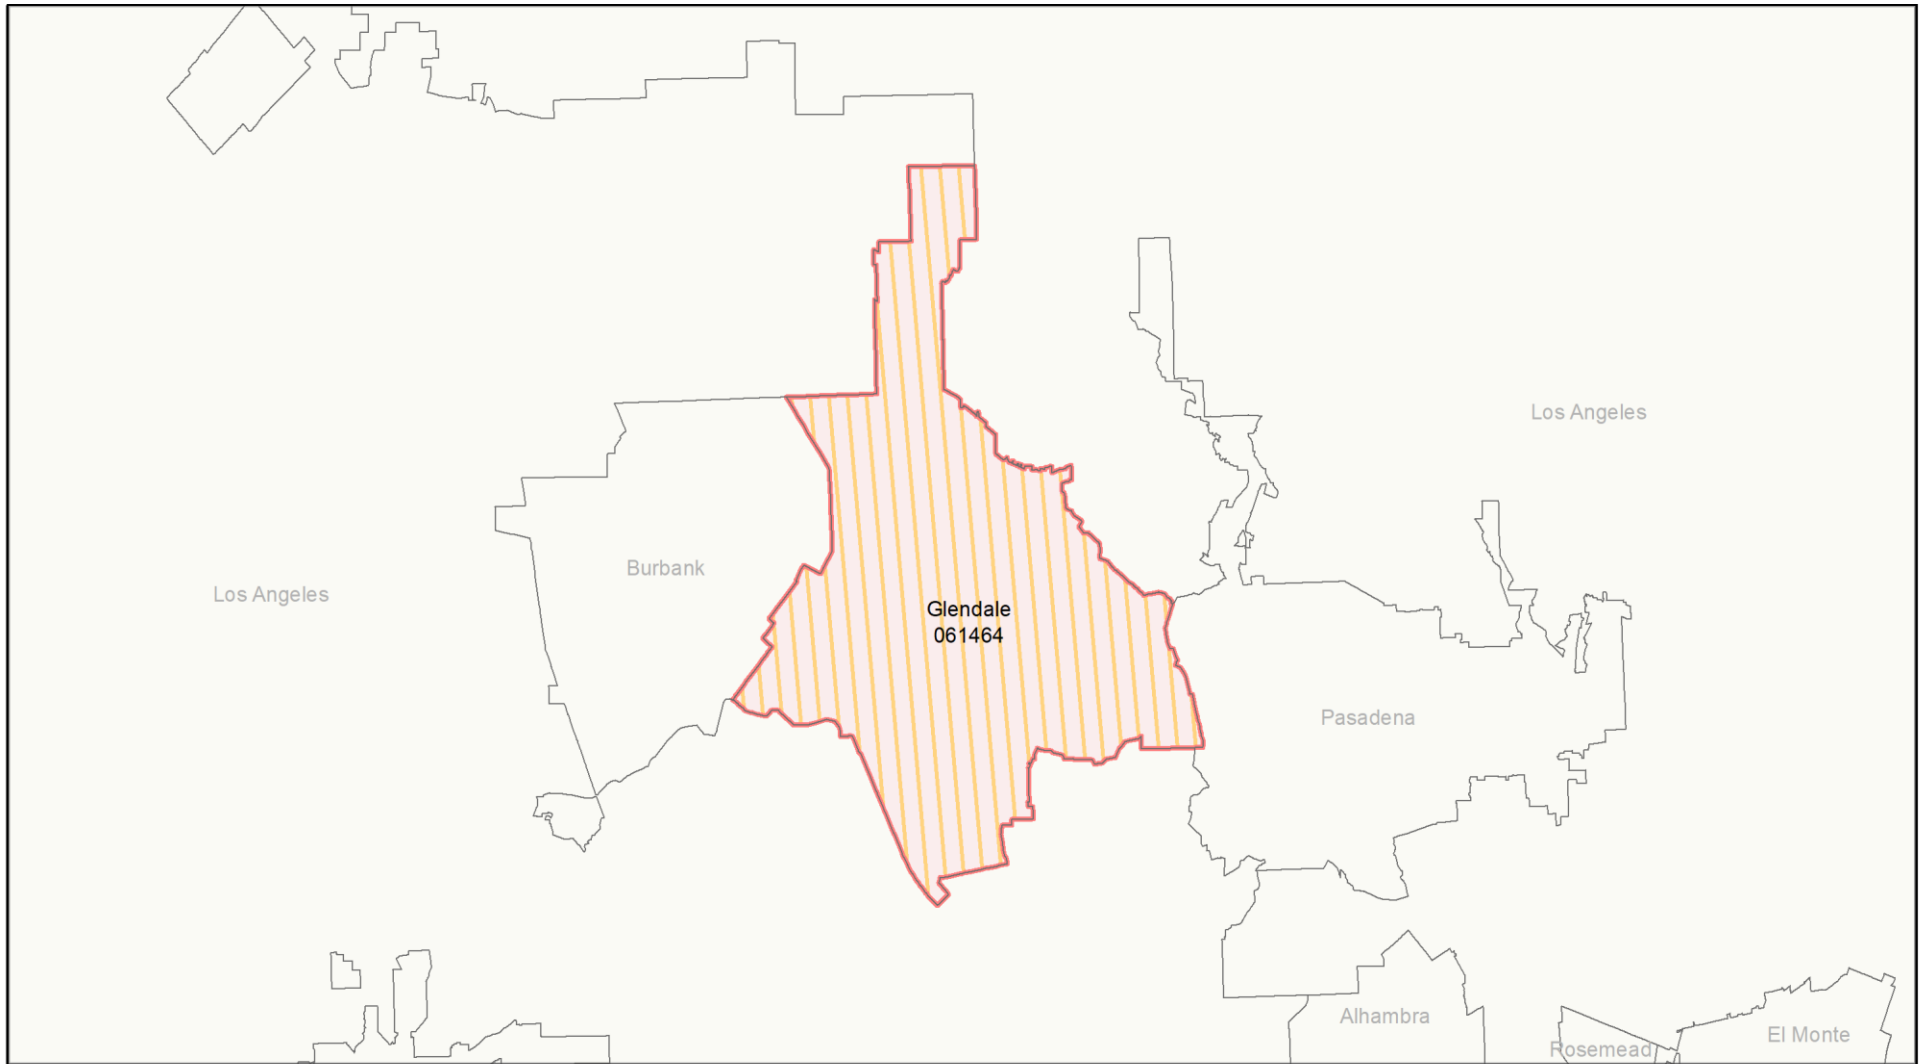 Los Angeles
Burbank
Los Angeles
Glendale
061464
Pasadena
Alhambra
El Monte
Rosemead